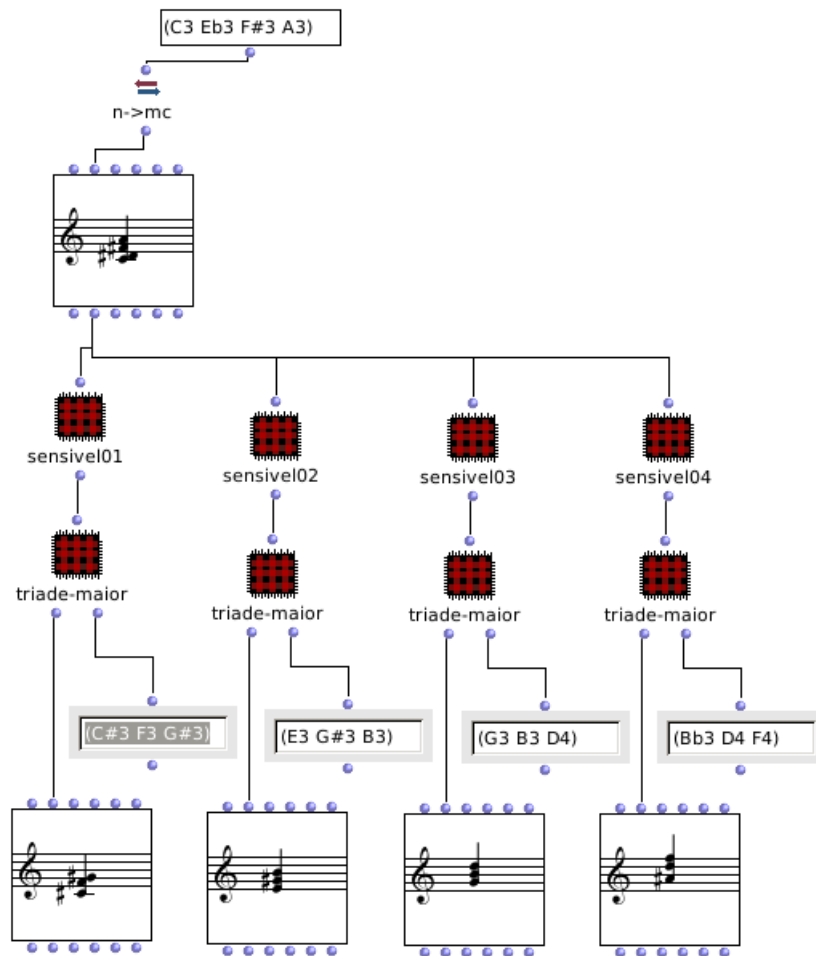 (C3 Eb3 F#3 A3)
n->mc
sensivel01
sensivel02
sensivel03
sensivel04
triade-maior
triade-maior
triade-maior
triade-maior
(C#3 F3 G#3)
(E3 G#3 B3)
(G3 B3 D4)
(Bb3 D4 F4)